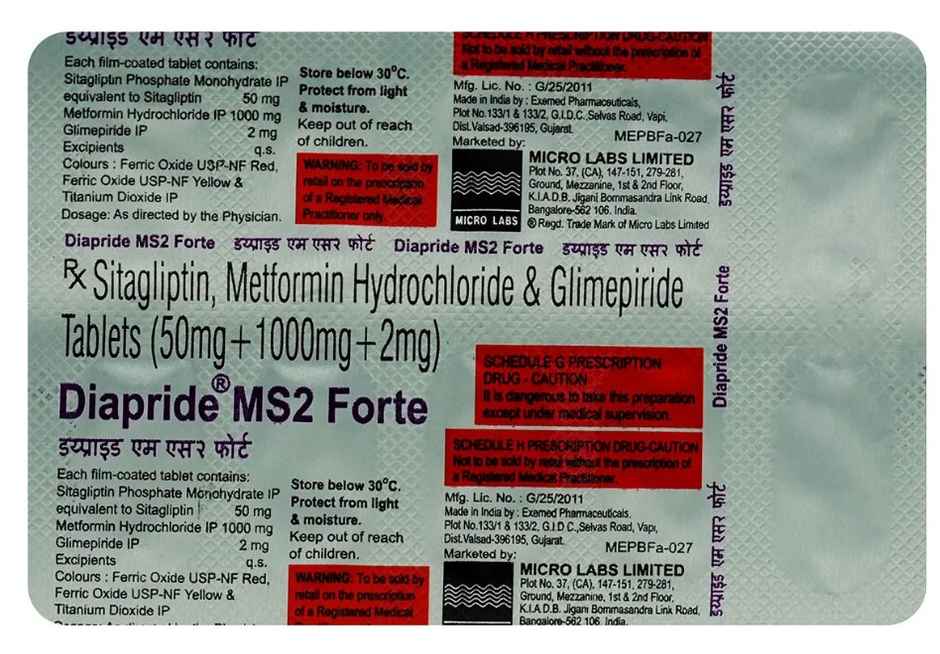 डय्प्राइड एम एसर फोर्ट
Each film-coated tablet contains:
Sitagliptin Phosphate Monohydrate IP
equivalent to Sitagliptin 50 mg
Metformin Hydrochloride IP 1000 mg
Glimepiride IP 2 mg
Excipients q.s.
Colours : Ferric Oxide USP-NF Red,
Ferric Oxide USP-NF Yellow &
Titanium Dioxide IP
Dosage: As directed by the Physician.
Store below 30°C.
Protect from light
& moisture.
Keep out of reach
of children.
WARNING: To be sold by
retail on the prescription
of a Registered Medical
Practitioner only.
SCHEDULE H PRESCRIPTION DRUG-CAUTION
Not to be sold by retail without the prescription of
a Registered Medical Practitioner.
Mfg. Lic. No. : G/25/2011
Made in India by : Exemed Pharmaceuticals,
Plot No.133/1 & 133/2, G.I.D.C.,Selvas Road, Vapi,
Dist.Valsad-396195, Gujarat.
MEPBFa-027
Marketed by:
MICRO LABS
MICRO LABS LIMITED
Plot No. 37, (CA), 147-151, 279-281,
Ground, Mezzanine, 1st & 2nd Floor,
K.I.A.D.B. Jigani Bommasandra Link Road,
Bangalore-562 106. India.
® Regd. Trade Mark of Micro Labs Limited
Diapride MS2 Forte डय्प्राइड एम एसर फोर्ट Diapride MS2 Forte डय्प्राइड एम एसर फोर्ट
Rx Sitagliptin, Metformin Hydrochloride & Glimepiride
Tablets (50mg+1000mg+2mg)
Diapride® MS2 Forte
डय्प्राइड एम एसर फोर्ट
SCHEDULE G PRESCRIPTION
DRUG - CAUTION
It is dangerous to take this preparation
except under medical supervision.
SCHEDULE H PRESCRIPTION DRUG-CAUTION
Not to be sold by retail without the prescription of
a Registered Medical Practitioner.
Each film-coated tablet contains:
Sitagliptin Phosphate Monohydrate IP
equivalent to Sitagliptin 50 mg
Metformin Hydrochloride IP 1000 mg
Glimepiride IP 2 mg
Excipients q.s.
Colours : Ferric Oxide USP-NF Red,
Ferric Oxide USP-NF Yellow &
Titanium Dioxide IP
Store below 30°C.
Protect from light
& moisture.
Keep out of reach
of children.
WARNING: To be sold by
retail on the prescription
of a Registered Medical
Mfg. Lic. No. : G/25/2011
Made in India by : Exemed Pharmaceuticals,
Plot No.133/1 & 133/2, G.I.D C.,Selvas Road, Vapi,
Dist.Valsad-396195, Gujarat.
MEPBFa-027
Marketed by:
MICRO LABS LIMITED
Plot No. 37, (CA), 147-151, 279-281,
Ground, Mezzanine, 1st & 2nd Floor,
K.I.A.D.B. Jigani Bommasandra Link Road,
Bangalore-562 106. India.
डय्प्राइड एम एसर फोर्ट
Diapride MS2 Forte
डय्प्राइड एम एसर फोर्ट